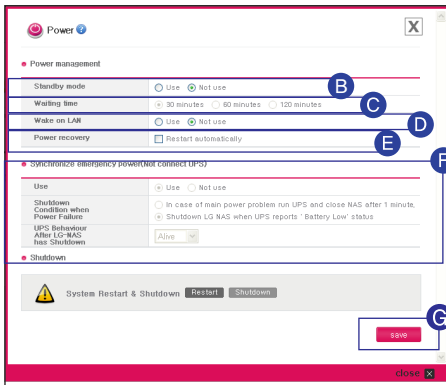 Power ?
X
Power management
Standby mode Use Not use B
Waiting time 30 minutes 60 minutes 120 minutes C
Wake on LAN Use Not use D
Power recovery Restart automatically E
F
Synchronize emergency power(Not connect UPS)
Use Use Not use
Shutdown
Condition when
Power Failure
In case of main power problem run UPS and close NAS after 1 minute,
Shutdown LG NAS when UPS reports ' Battery Low' status
UPS Behaviour
After LG-NAS
has Shutdown
Alive
Shutdown
System Restart & Shutdown Restart Shutdown
G
save
close X